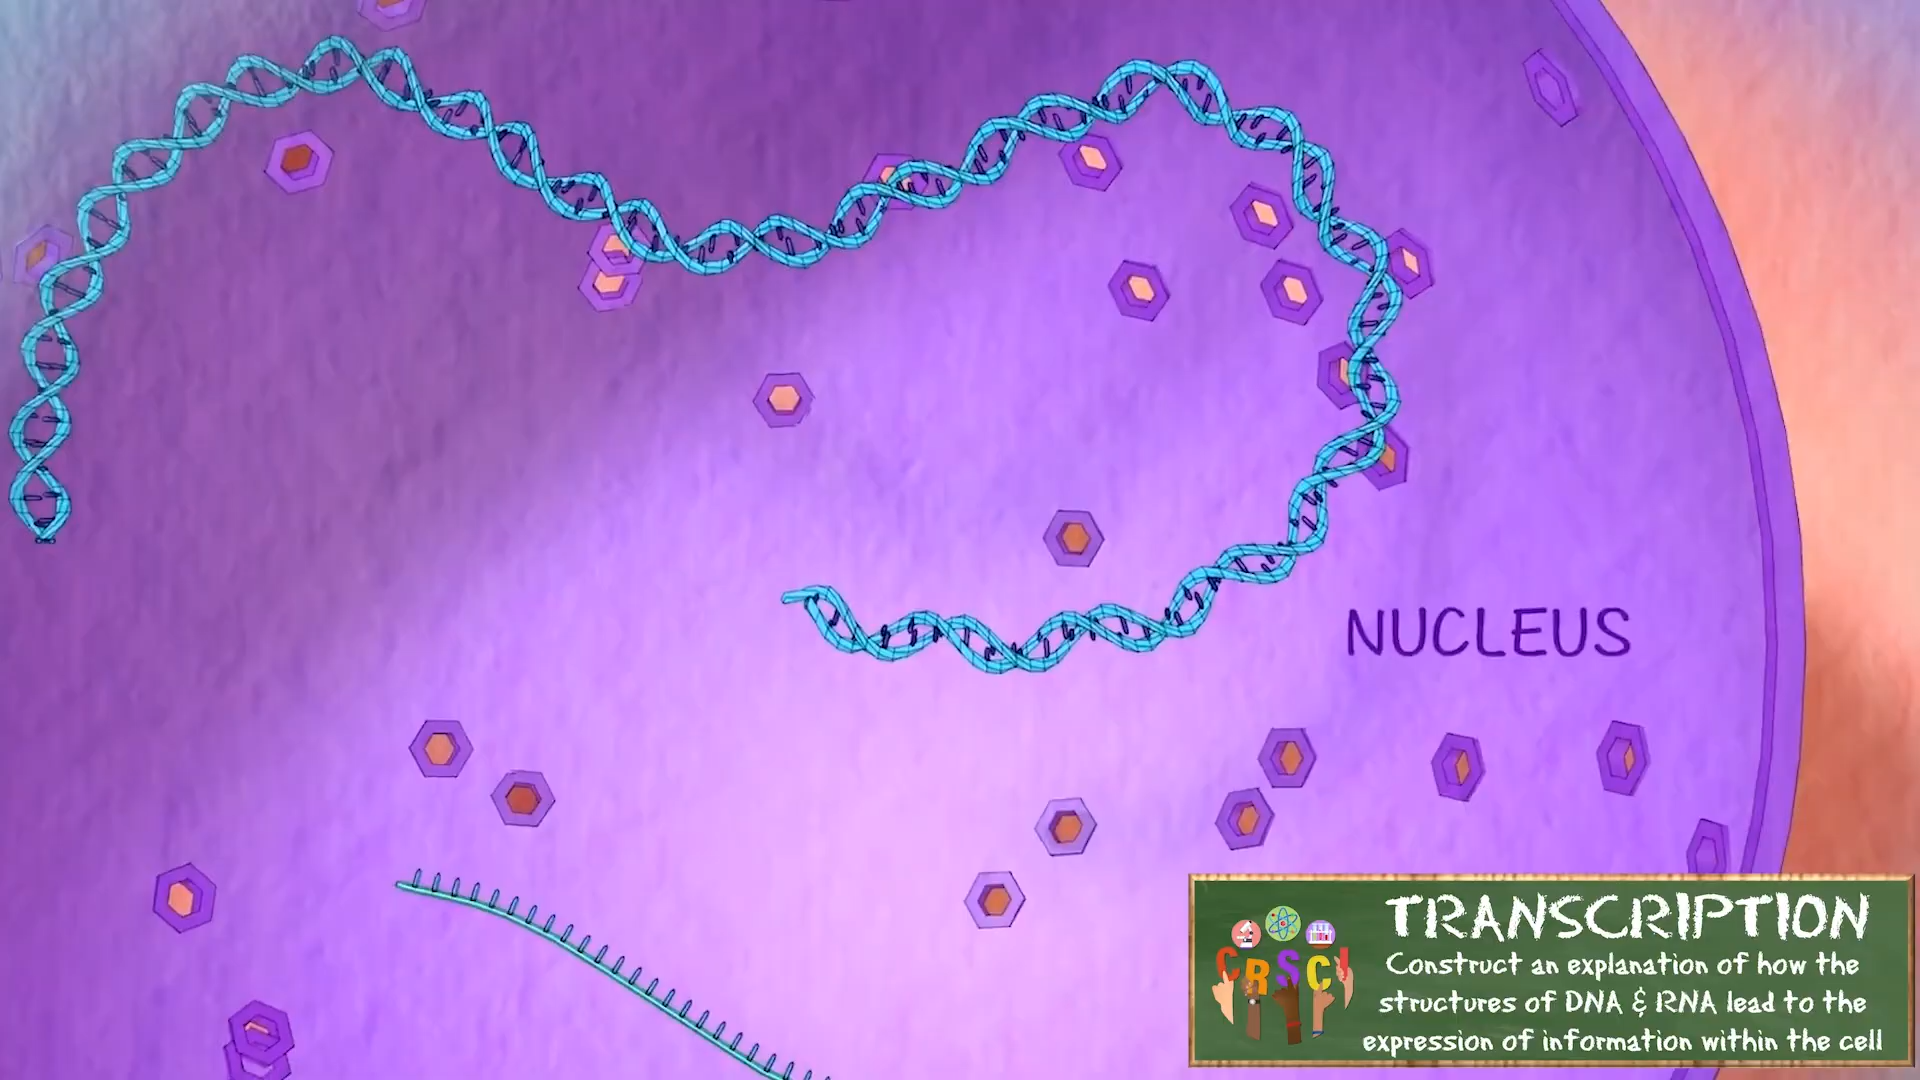 NUCLEUS
TRANSCRIPTION
CRSCI
Construct an explanation of how the
structures of DNA & RNA lead to the
expression of information within the cell